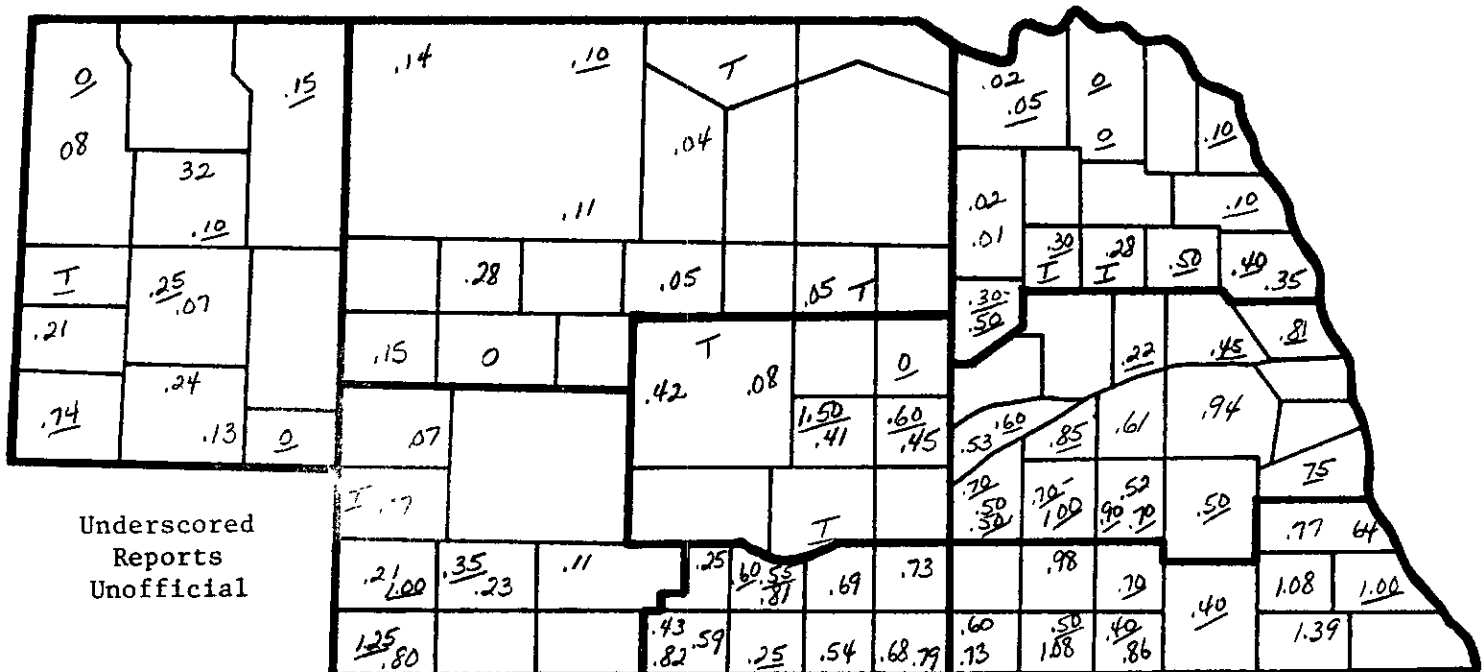 .14 .10 T
0 .15 .02 0
.05
08 .04 0 .10
32
.10 .11 .02 .10
.01 .30 .28 .50 .40
T .25 .28 .05 .05 T T T .35
.07 .30-
.21 .15 0 T 0 .50 .22 .45 .81
.24 .42 .08
.74 .13 0 .07 1.50 .60 .53 .60 .85 .61 .94
.41 .45
.70 .70- .52 .50 75
.50 1.00 .90 .70
.50
T
Underscored
Reports
Unofficial
.77 64
.21 .35 .11 .25 .60 .55 .69 .73 .98 .70 1.08 1.00
1.00 .23 .81 .40
1.25 .43 .59 .25 .54 .68 .79 .60 .50 .40 1.39
.80 .82 .73 1.08 .86